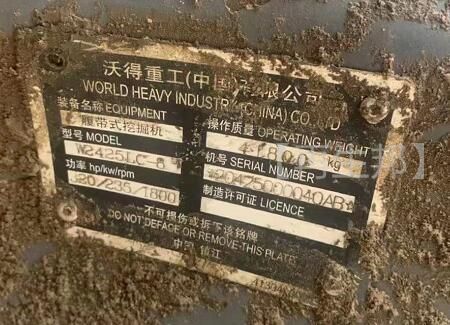 沃得重工(中国)有限公司
WORLD HEAVY INDUSTRY (CHINA) CO.,LTD
装备名称 EQUIPMENT
履带式挖掘机
操作质量 OPERATING WEIGHT
kg
型号 MODEL
W2425LC-8
机号 SERIAL NUMBER
功率 hp/kw/rpm
320/235/1800
制造许可证 LICENCE
不可损伤或拆下该铭牌
DO NOT DEFACE OR REMOVE THIS PLATE
中国 镇江